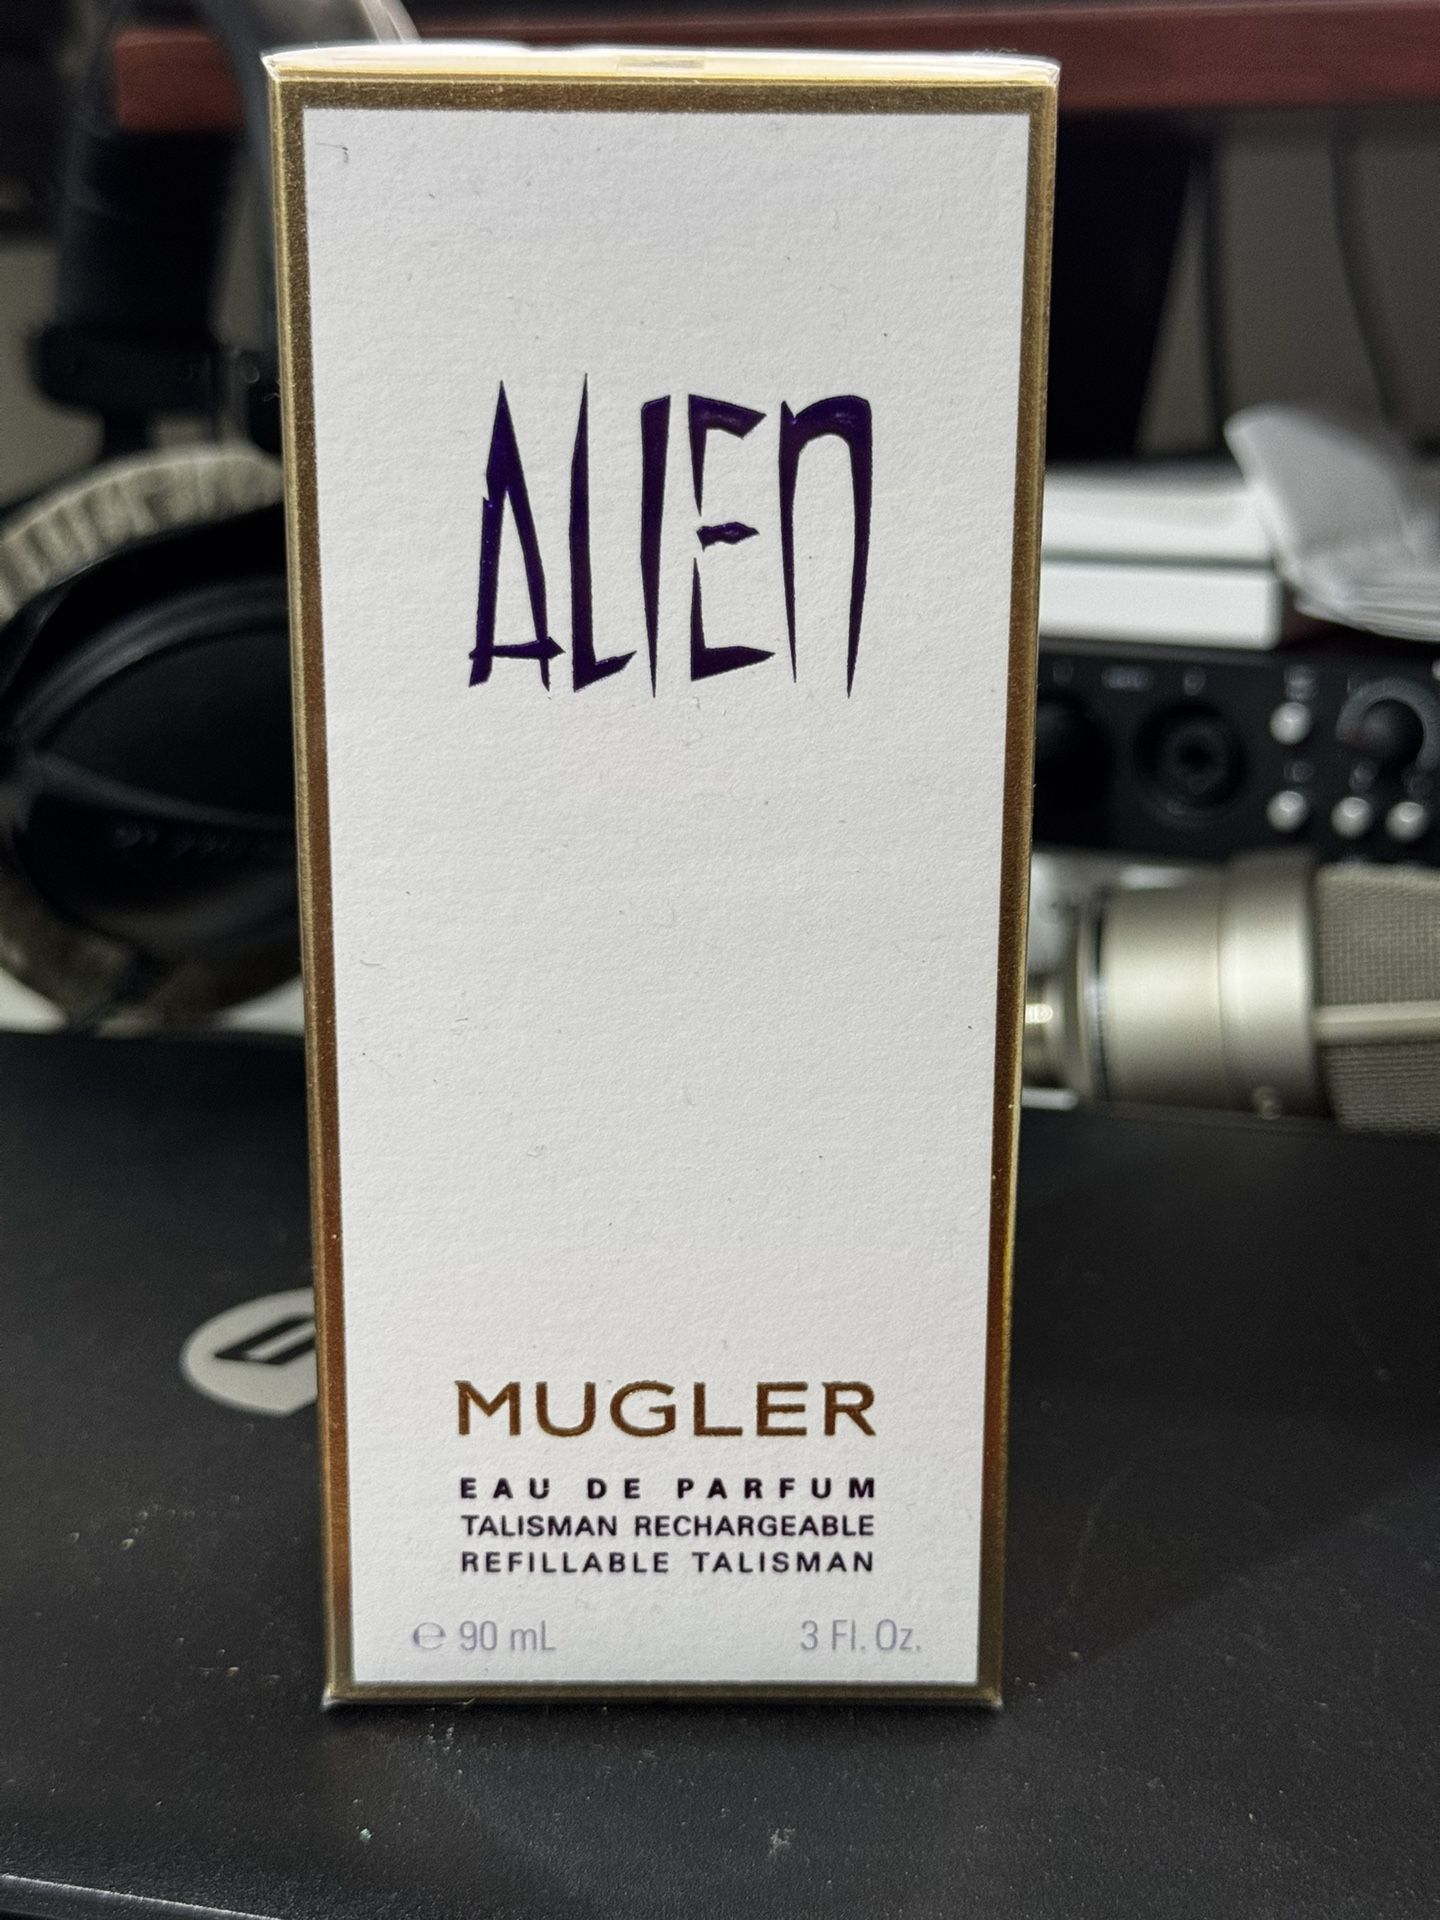 ALIEN
MUGLER
EAU DE PARFUM
TALISMAN RECHARGEABLE
REFILLABLE TALISMAN
℮ 90 mL 3 Fl. Oz.